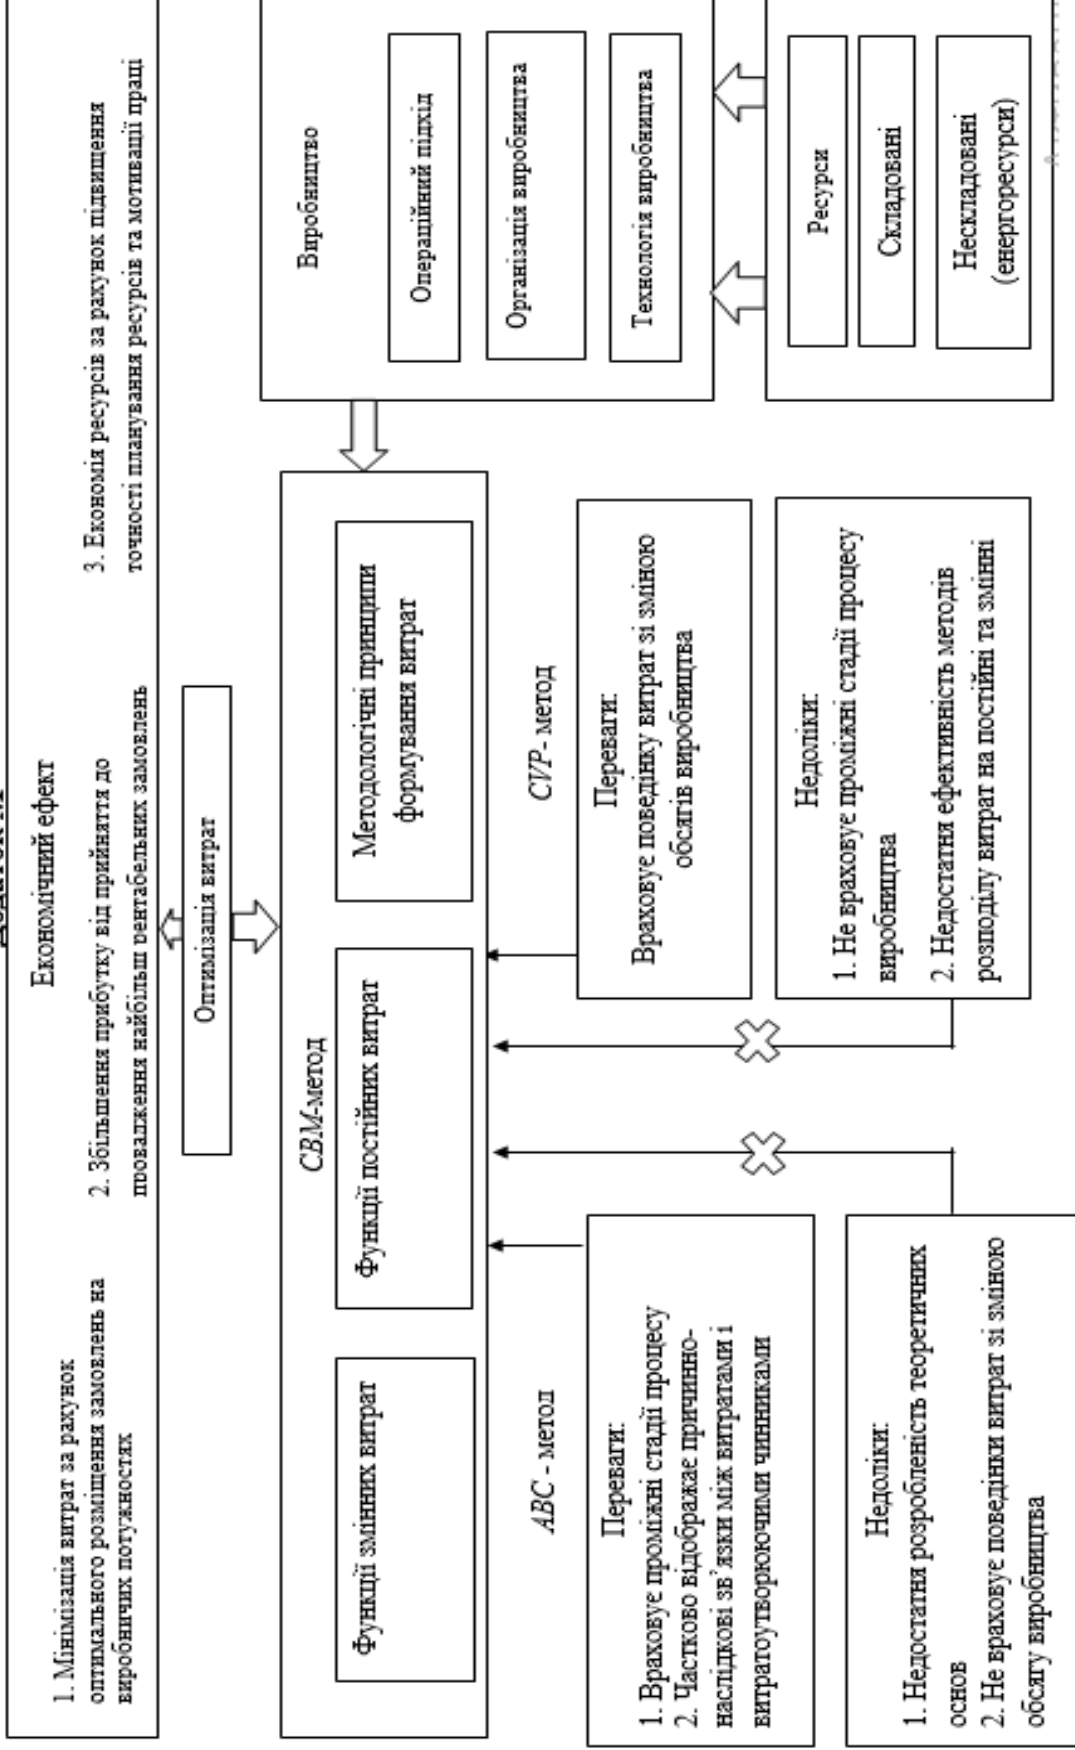 Економічний ефект
1. Мінімізація витрат за рахунок
оптимального розміщення замовлень на
виробничих потужностях
2. Збільшення прибутку від прийняття до
провадження найбільш рентабельних замовлень
3. Економія ресурсів за рахунок підвищення
точності планування ресурсів та мотивації праці
Оптимізація витрат
СВМ-метод
Функції змінних витрат
Функції постійних витрат
Методологічні принципи
формування витрат
Виробництво
Операційний підхід
Організація виробництва
Технологія виробництва
Ресурси
Складовані
Нескладовані
(енергоресурси)
АВС - метод
Переваги:
1. Враховує проміжні стадії процесу
2. Частково відображає причинно-
наслідкові зв’язки між витратами і
витратоутворюючими чинниками
Недоліки:
1. Недостатня розробленість теоретичних
основ
2. Не враховує поведінки витрат зі зміною
обсягу виробництва
CVP- метод
Переваги:
Враховує поведінку витрат зі зміною
обсягів виробництва
Недоліки:
1. Не враховує проміжні стадії процесу
виробництва
2. Недостатня ефективність методів
розподілу витрат на постійні та змінні